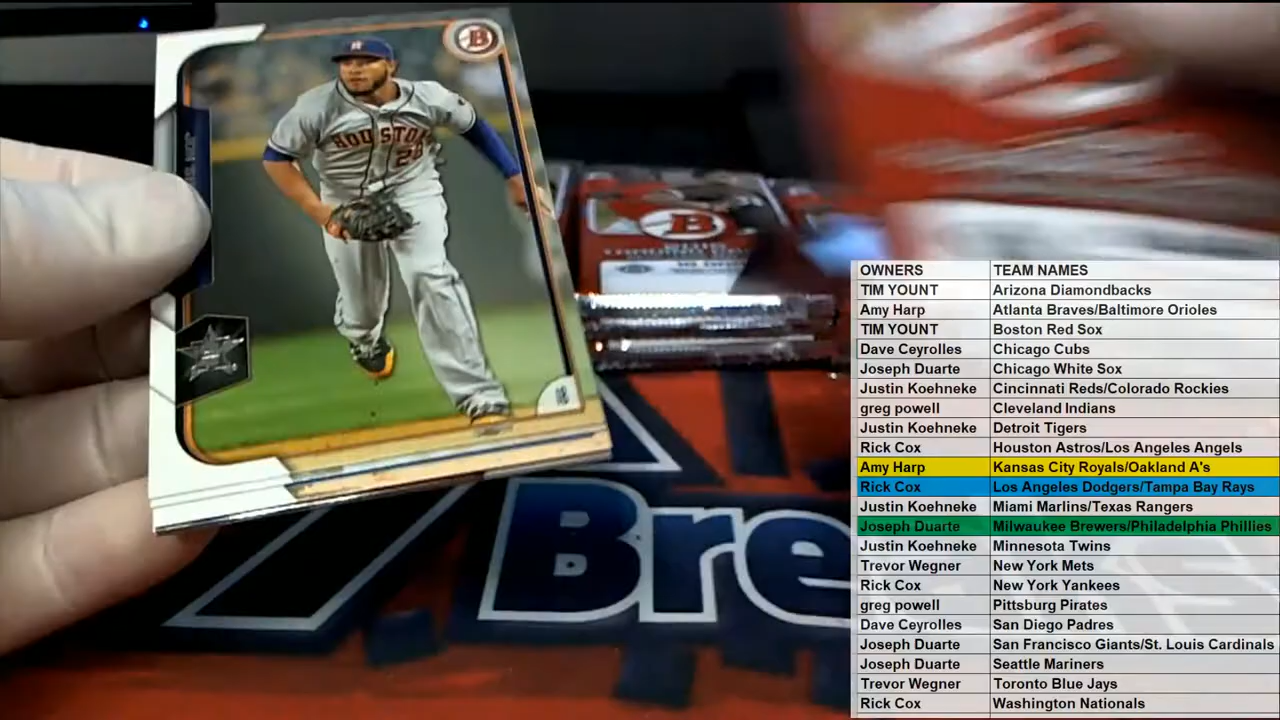 B
HOUSTON
B
Bre
OWNERS TEAM NAMES
TIM YOUNT Arizona Diamondbacks
Amy Harp Atlanta Braves/Baltimore Orioles
TIM YOUNT Boston Red Sox
Dave Ceyrolles Chicago Cubs
Joseph Duarte Chicago White Sox
Justin Koehneke Cincinnati Reds/Colorado Rockies
greg powell Cleveland Indians
Justin Koehneke Detroit Tigers
Rick Cox Houston Astros/Los Angeles Angels
Amy Harp Kansas City Royals/Oakland A's
Rick Cox Los Angeles Dodgers/Tampa Bay Rays
Justin Koehneke Miami Marlins/Texas Rangers
Joseph Duarte Milwaukee Brewers/Philadelphia Phillies
Justin Koehneke Minnesota Twins
Trevor Wegner New York Mets
Rick Cox New York Yankees
greg powell Pittsburg Pirates
Dave Ceyrolles San Diego Padres
Joseph Duarte San Francisco Giants/St. Louis Cardinals
Joseph Duarte Seattle Mariners
Trevor Wegner Toronto Blue Jays
Rick Cox Washington Nationals